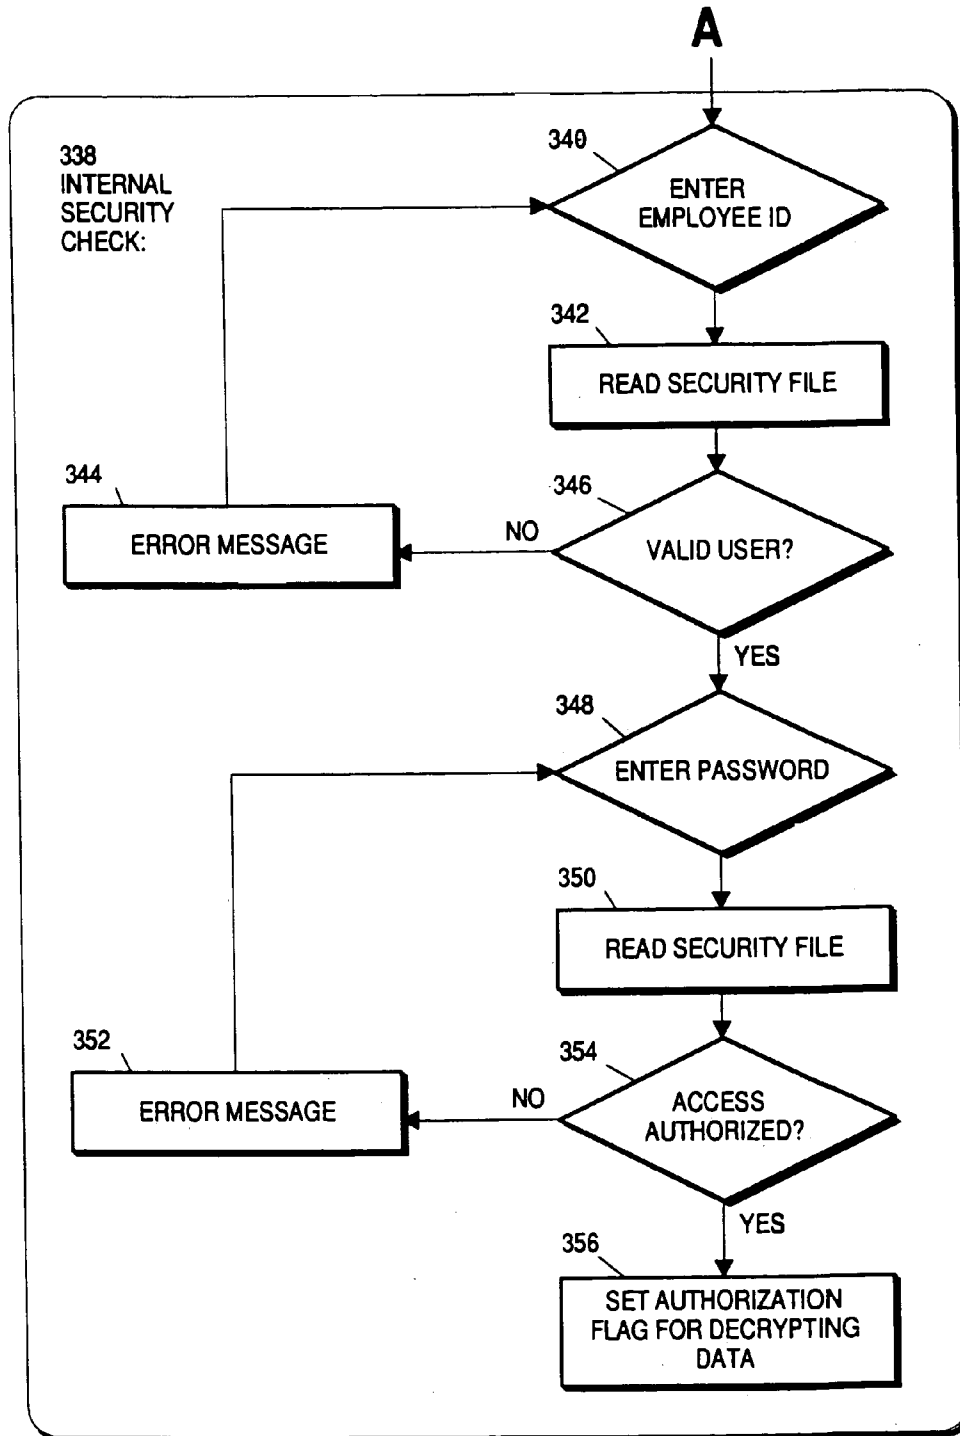 A
338
INTERNAL
SECURITY
CHECK:
340
ENTER
EMPLOYEE ID
342
READ SECURITY FILE
344
ERROR MESSAGE
346
NO
VALID USER?
YES
348
ENTER PASSWORD
350
READ SECURITY FILE
352
ERROR MESSAGE
354
NO
ACCESS
AUTHORIZED?
YES
356
SET AUTHORIZATION
FLAG FOR DECRYPTING
DATA